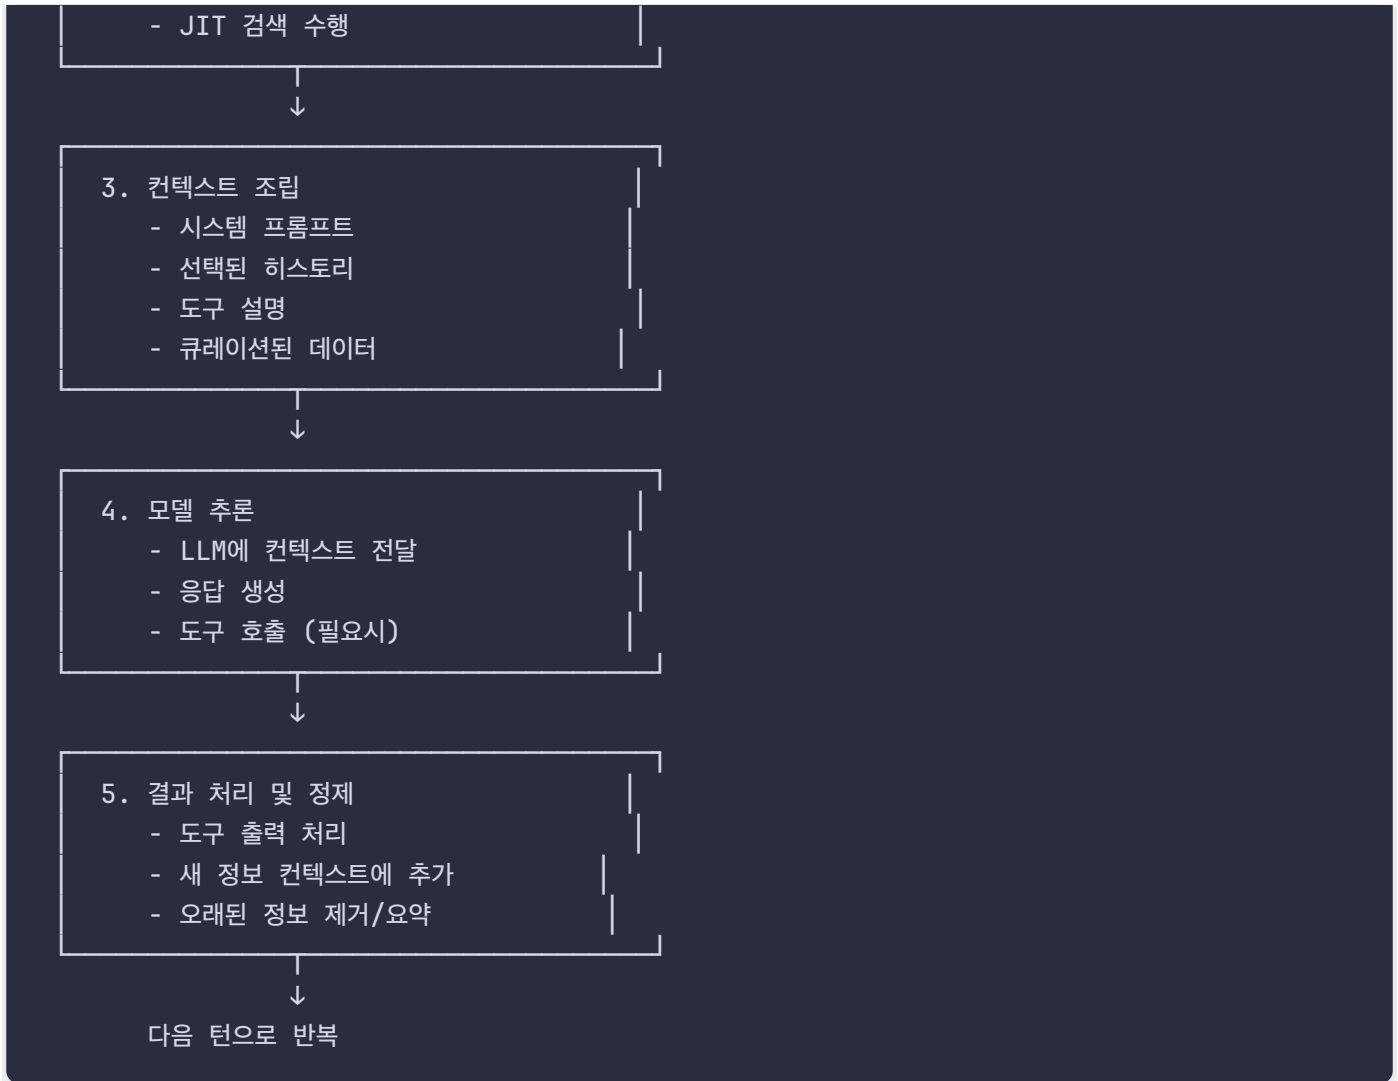 - JIT 검색 수행
3. 컨텍스트 조립
- 시스템 프롬프트
- 선택된 히스토리
- 도구 설명
- 큐레이션된 데이터
4. 모델 추론
- LLM에 컨텍스트 전달
- 응답 생성
- 도구 호출 (필요시)
5. 결과 처리 및 정제
- 도구 출력 처리
- 새 정보 컨텍스트에 추가
- 오래된 정보 제거/요약
다음 턴으로 반복